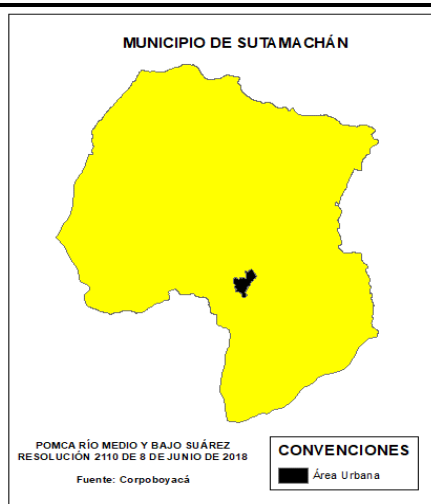 MUNICIPIO DE SUTAMACHÁN
POMCA RÍO MEDIO Y BAJO SUÁREZ
RESOLUCIÓN 2110 DE 8 DE JUNIO DE 2018
Fuente: Corpoboyacá
CONVENCIONES
Área Urbana